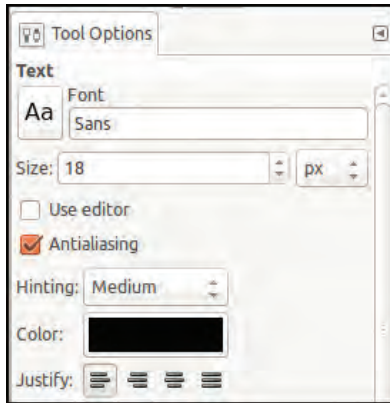 Tool Options
Text
Aa
Font
Sans
Size: 18 px
Use editor
Antialiasing
Hinting: Medium
Color:
Justify: